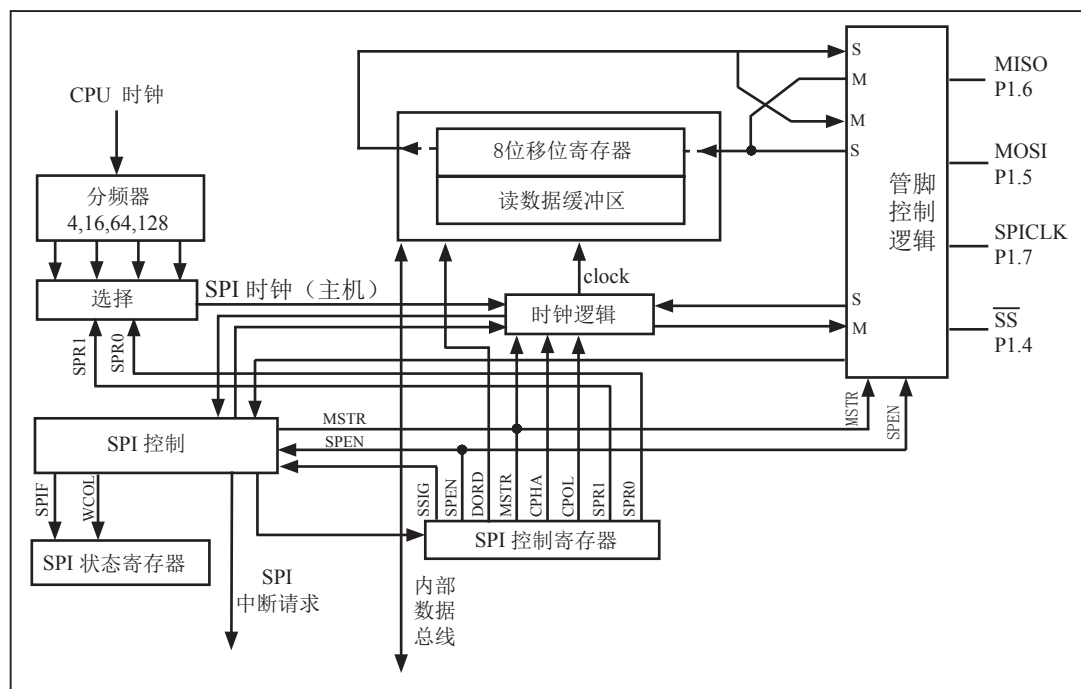 CPU 时钟
分频器
4,16,64,128
选择
SPI 时钟（主机）
SPR1
SPR0
8位移位寄存器
读数据缓冲区
clock
时钟逻辑
S
M
M
S
S
M
管脚
控制
逻辑
MISO
P1.6
MOSI
P1.5
SPICLK
P1.7
SS
P1.4
MSTR
SPEN
SPI 控制
MSTR
SPEN
SPIF
WCOL
SSIG
SPEN
DORD
MSTR
CPHA
CPOL
SPR1
SPR0
SPI 控制寄存器
SPI 状态寄存器
SPI
中断请求
内部
数据
总线